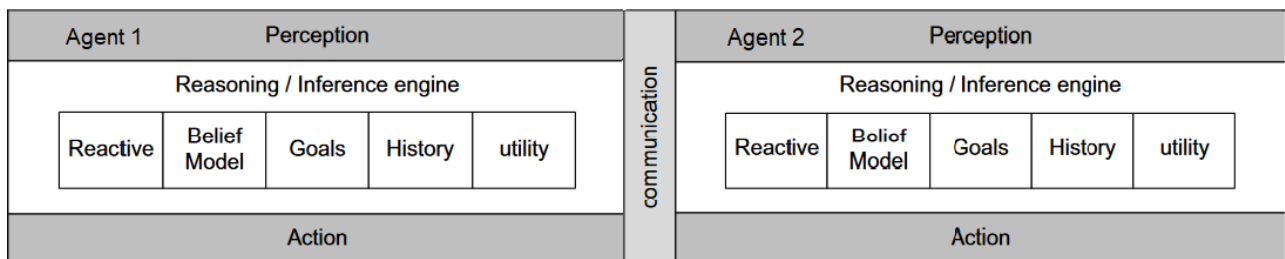 Agent 1 Perception
Reasoning / Inference engine
Reactive
Belief
Model
Goals
History
utility
Action
communication
Agent 2 Perception
Reasoning / Inference engine
Reactive
Belief
Model
Goals
History
utility
Action